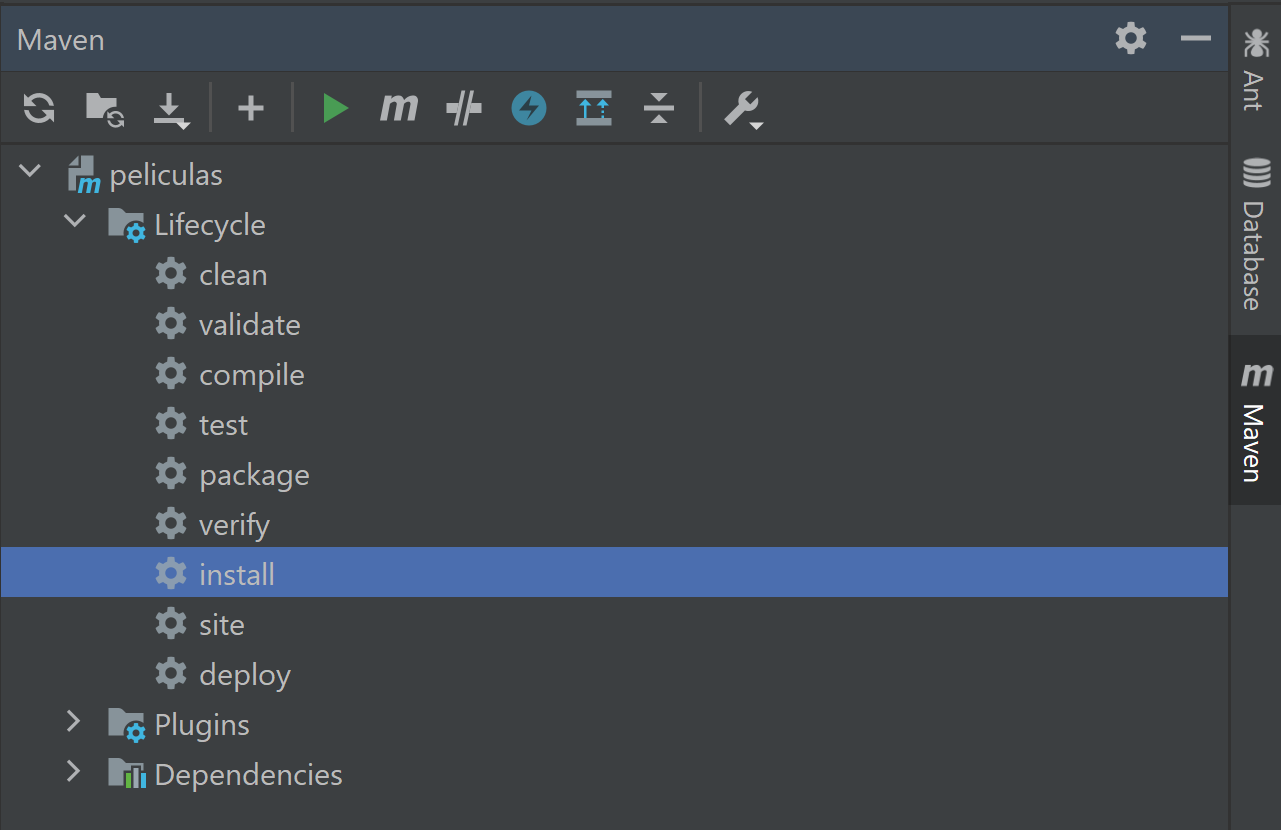 Maven
peliculas
Lifecycle
clean
validate
compile
test
package
verify
install
site
deploy
Plugins
Dependencies
Ant
Database
Maven